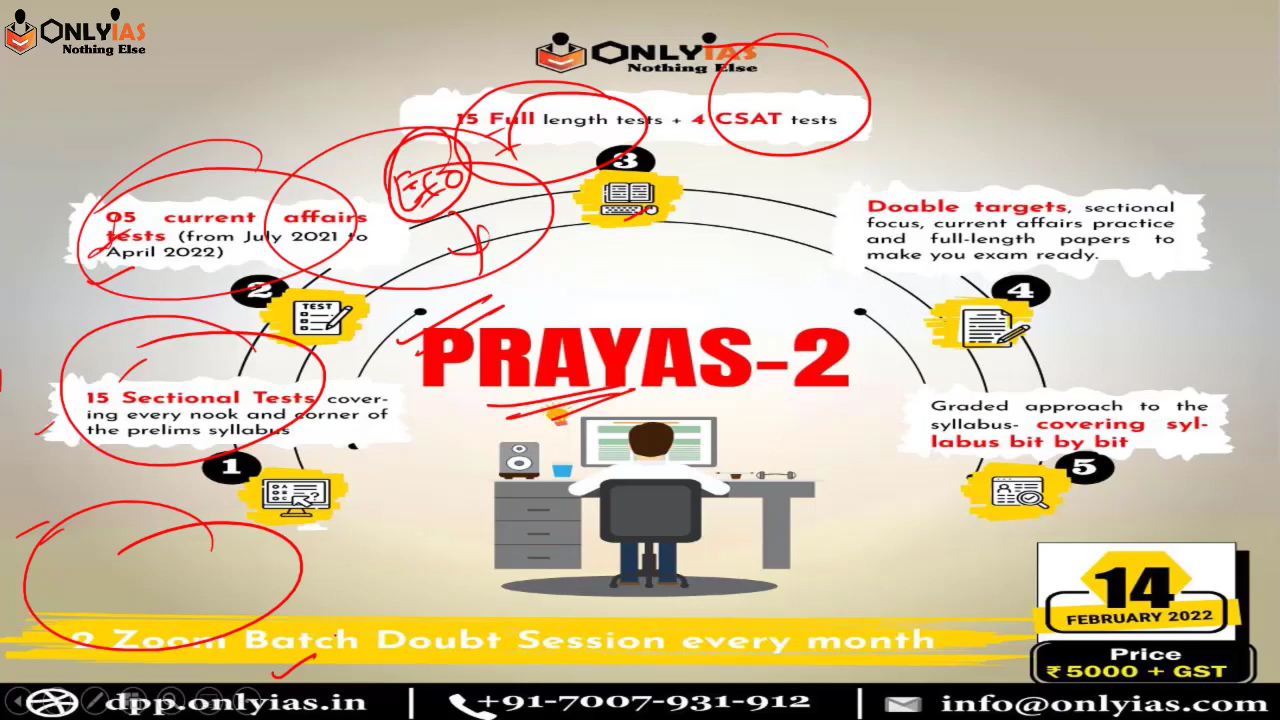 ONLYIAS
Nothing Else
ONLYIAS
Nothing Else
15 Full length tests + 4 CSAT tests
3
05 current affairs
tests (from July 2021 to
April 2022)
2
TEST
Doable targets, sectional
focus, current affairs practice
and full-length papers to
make you exam ready.
4
PRAYAS-2
15 Sectional Tests cover-
ing every nook and corner of
the prelims syllabus
1
Graded approach to the
syllabus- covering syl-
labus bit by bit
5
14
FEBRUARY 2022
Price
₹5000 + GST
2 Zoom Batch Doubt Session every month
dpp.onlyias.in
+91-7007-931-912
info@onlyias.com